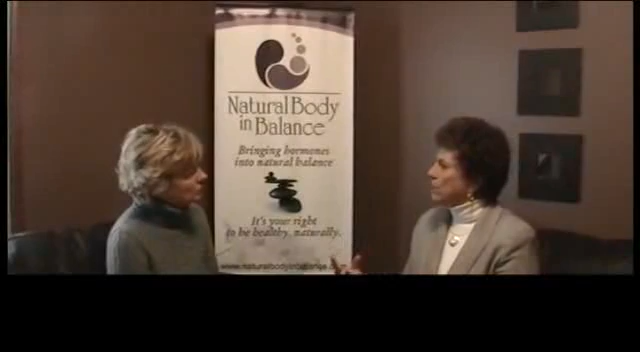 Natural Body
in Balance
Bringing hormones
into natural balance
It's your right
to be healthy, naturally.